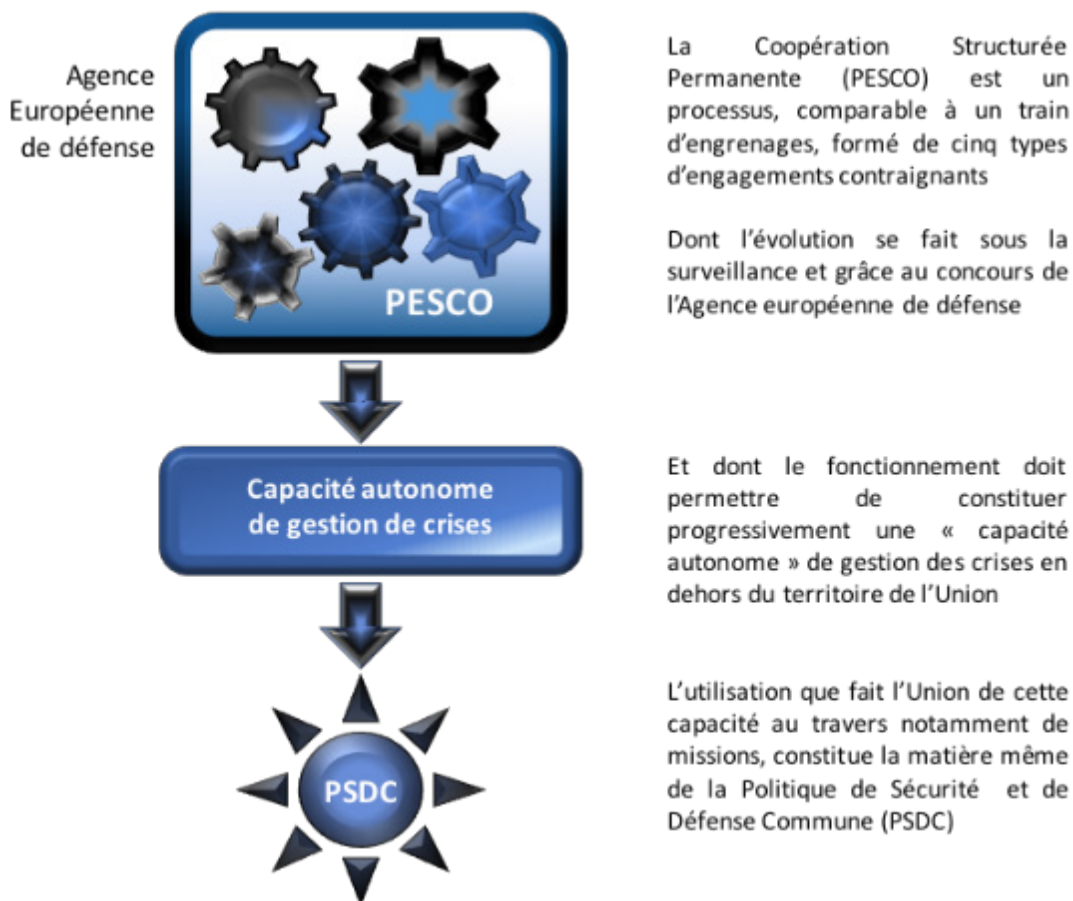 Agence
Européenne
de défense
PESCO
La Coopération Structurée
Permanente (PESCO) est un
processus, comparable à un train
d'engrenages, formé de cinq types
d'engagements contraignants
Dont l'évolution se fait sous la
surveillance et grâce au concours de
l'Agence européenne de défense
Capacité autonome
de gestion de crises
Et dont le fonctionnement doit
permettre de constituer
progressivement une « capacité
autonome » de gestion des crises en
dehors du territoire de l'Union
PSDC
L'utilisation que fait l'Union de cette
capacité au travers notamment de
missions, constitue la matière même
de la Politique de Sécurité et de
Défense Commune (PSDC)